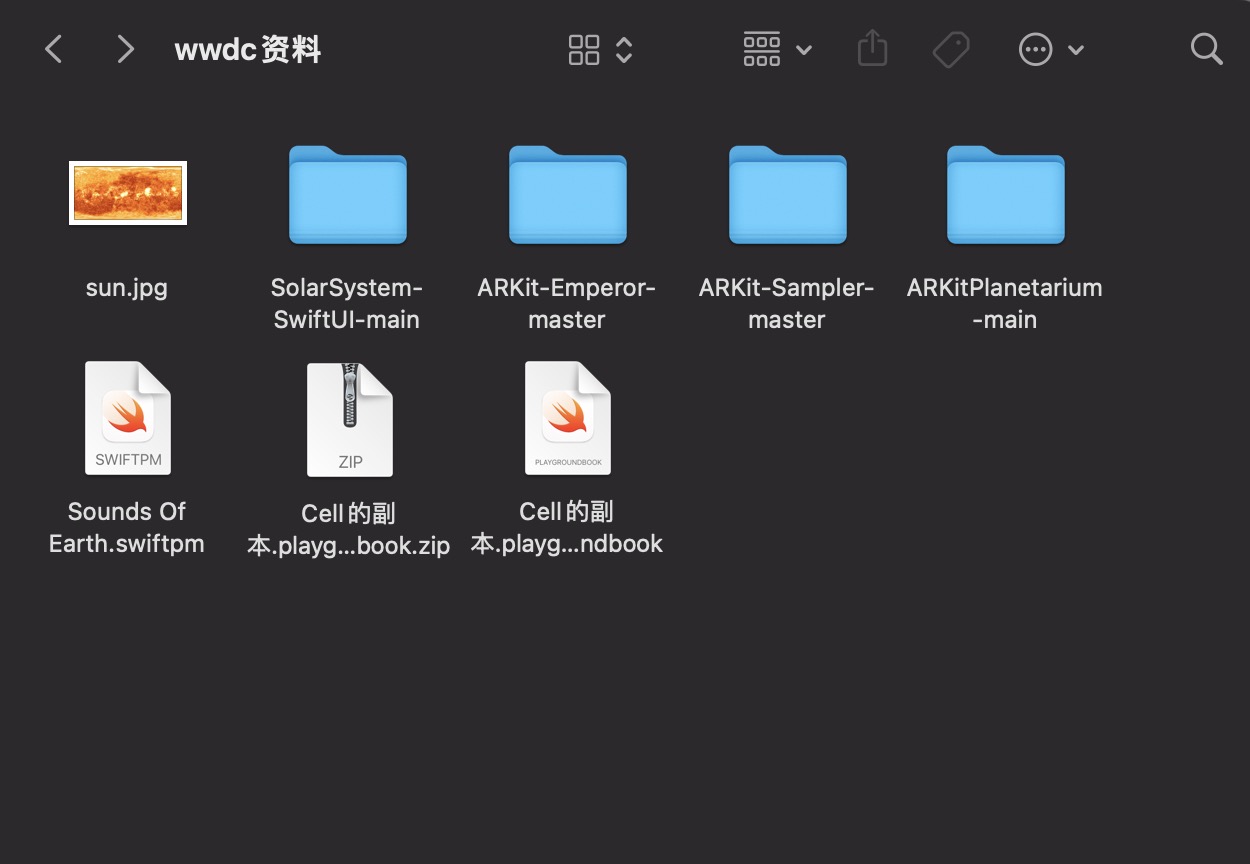 wwdc资料
sun.jpg
SolarSystem-
SwiftUI-main
ARKit-Emperor-
master
ARKit-Sampler-
master
ARKitPlanetarium
-main
SWIFTPM
Sounds Of
Earth.swiftpm
ZIP
Cell的副
本.playg...book.zip
PLAYGROUNDBOOK
Cell的副
本.playg...ndbook